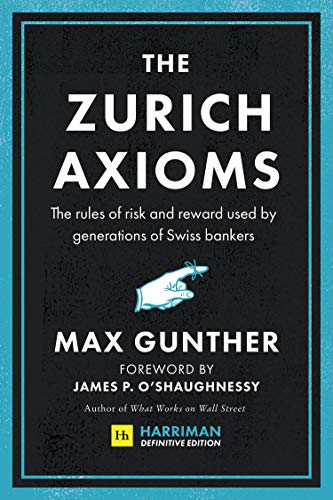 THE
ZURICH
AXIOMS
The rules of risk and reward used by
generations of Swiss bankers
MAX GUNTHER
FOREWORD BY
JAMES P. O'SHAUGHNESSY
Author of What Works on Wall Street
Hh HARRIMAN
DEFINITIVE EDITION